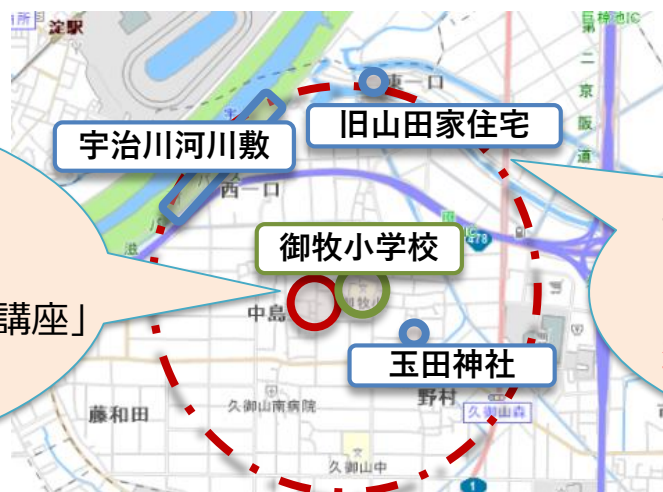 所
淀駅
巨椋池IC
第二京阪道
東一口
旧山田家住宅
宇治川河川敷
西一口
478
御牧小学校
中島
講座」
玉田神社
野村
久御山森
藤和田
久御山南病院
久御山中
1